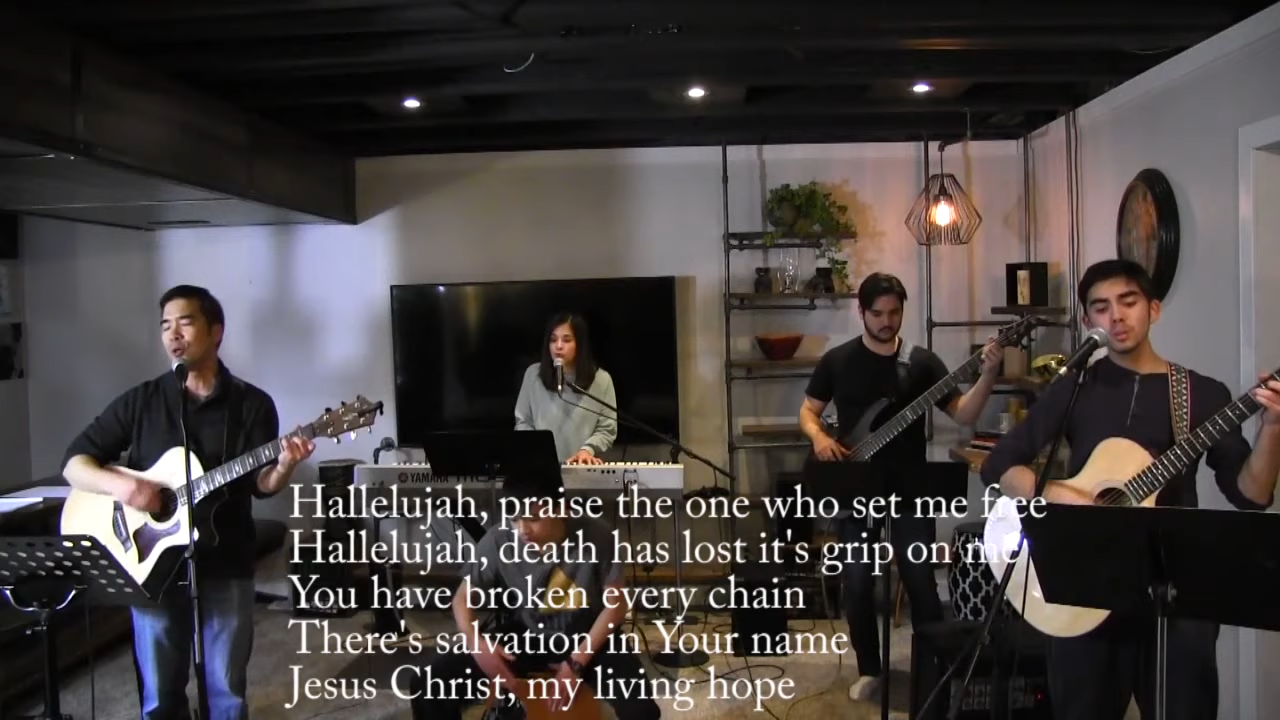 YAMAHA
Hallelujah, praise the one who set me free
Hallelujah, death has lost it's grip on me
You have broken every chain
There's salvation in Your name
Jesus Christ, my living hope